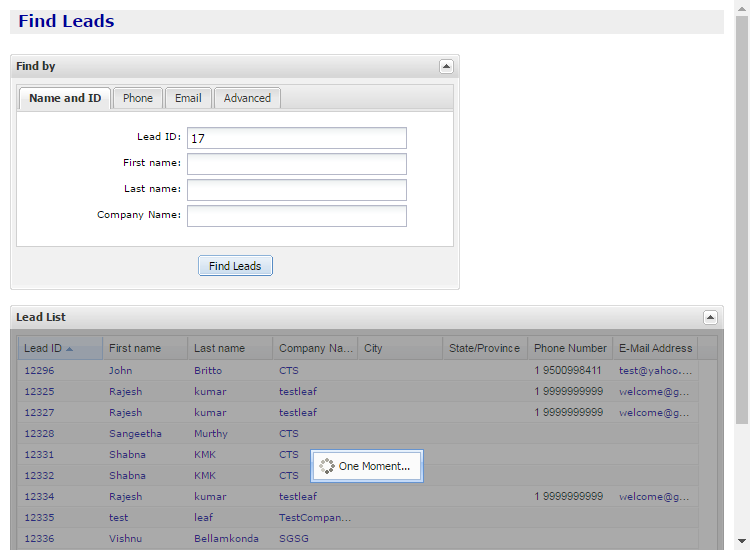 Find Leads
Find by
Name and ID Phone Email Advanced
Lead ID: 17
First name:
Last name:
Company Name:
Find Leads
Lead List
Lead ID First name Last name Company Na... City State/Province Phone Number E-Mail Address
12296 John Britto CTS 1 9500998411 test@yahoo....
12325 Rajesh kumar testleaf 1 9999999999 welcome@g...
12327 Rajesh kumar testleaf 1 9999999999 welcome@g...
12328 Sangeetha Murthy CTS
12331 Shabna KMK CTS
One Moment...
12332 Shabna KMK CTS
12334 Rajesh kumar testleaf 1 9999999999 welcome@g...
12335 test leaf TestCompan...
12336 Vishnu Bellamkonda SGSG